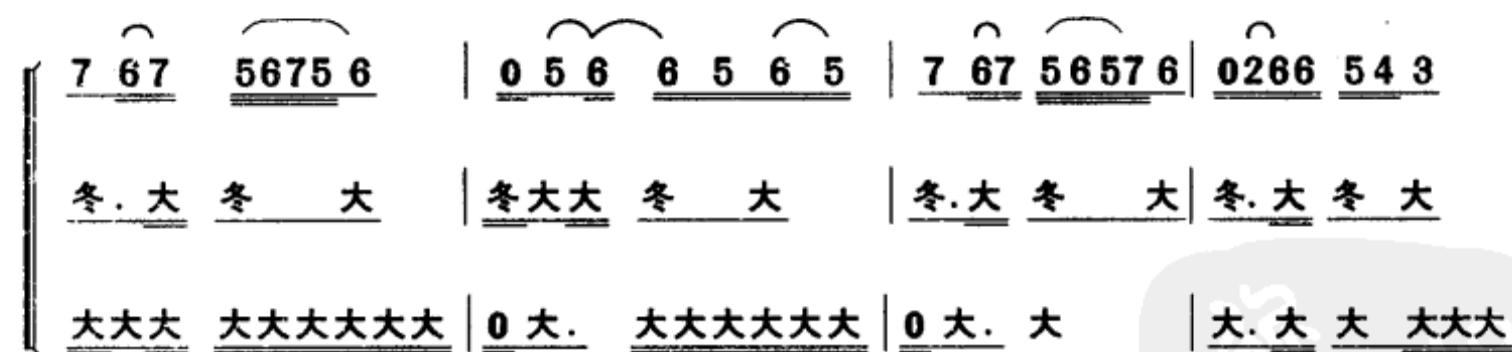 7 67 5675 6 | 0 5 6 6 5 6 5 | 7 67 5657 6 | 0266 54 3
冬. 大 冬 大 | 冬大大 冬 大 | 冬. 大 冬 大 | 冬. 大 冬 大
大大大 大大大大大大 | 0 大. 大大大大大大 | 0 大. 大 | 大. 大 大 大大大